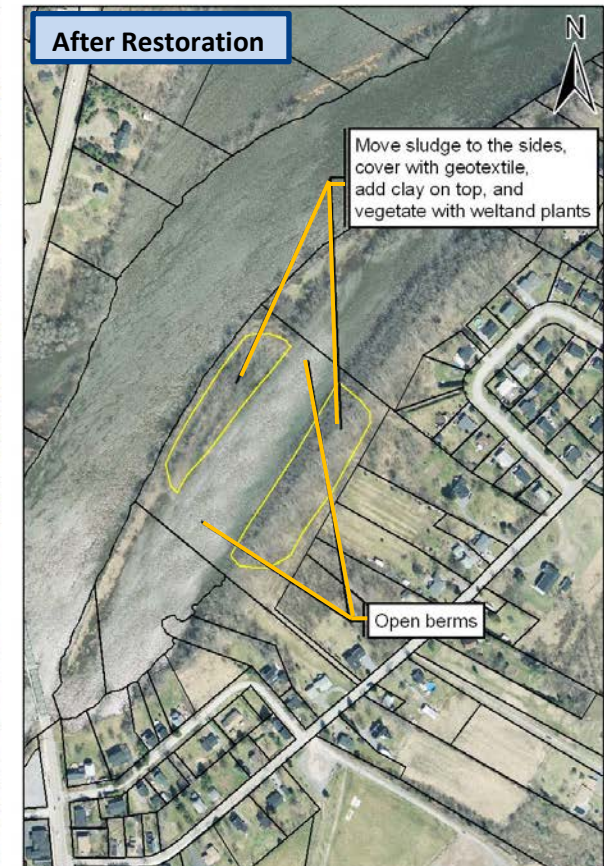 After Restoration
N
Move sludge to the sides,
cover with geotextile,
add clay on top, and
vegetate with weltand plants
Open berms